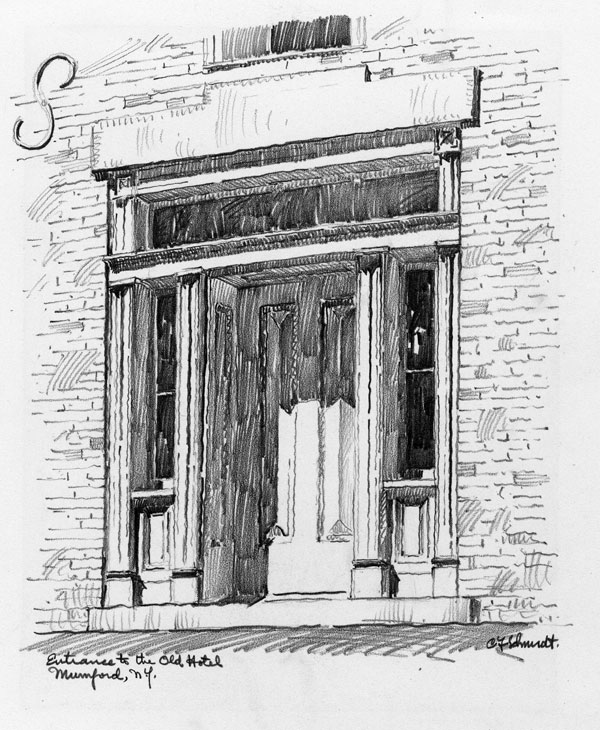 Entrance to the Old Hotel
Mumford, N.Y.
C F Schmidt.